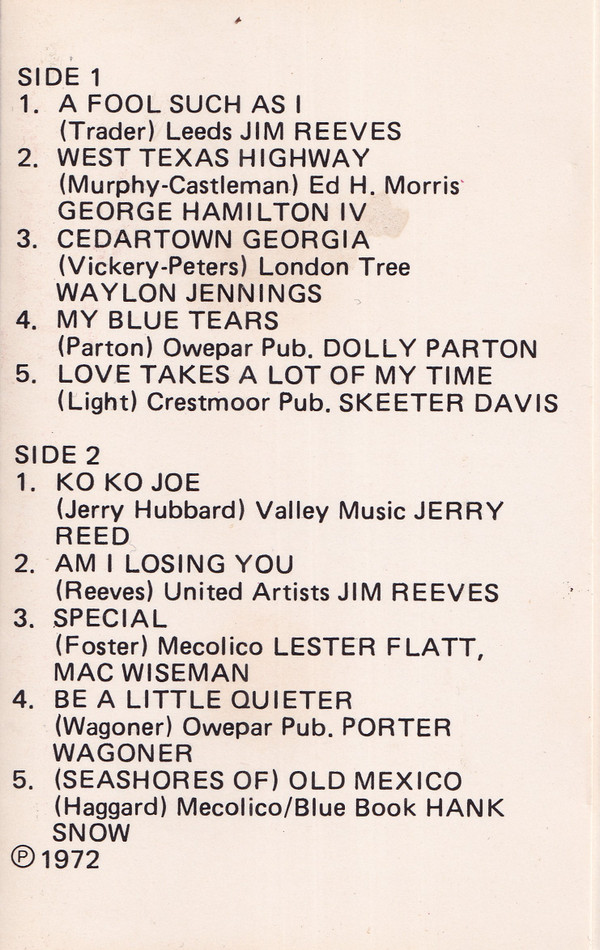 SIDE 1
1. A FOOL SUCH AS I
(Trader) Leeds JIM REEVES
2. WEST TEXAS HIGHWAY
(Murphy-Castleman) Ed H. Morris
GEORGE HAMILTON IV
3. CEDARTOWN GEORGIA
(Vickery-Peters) London Tree
WAYLON JENNINGS
4. MY BLUE TEARS
(Parton) Owepar Pub. DOLLY PARTON
5. LOVE TAKES A LOT OF MY TIME
(Light) Crestmoor Pub. SKEETER DAVIS
SIDE 2
1. KO KO JOE
(Jerry Hubbard) Valley Music JERRY
REED
2. AM I LOSING YOU
(Reeves) United Artists JIM REEVES
3. SPECIAL
(Foster) Mecolico LESTER FLATT,
MAC WISEMAN
4. BE A LITTLE QUIETER
(Wagoner) Owepar Pub. PORTER
WAGONER
5. (SEASHORES OF) OLD MEXICO
(Haggard) Mecolico/Blue Book HANK
SNOW
℗ 1972